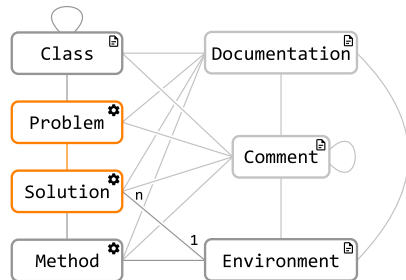 Class
Documentation
Problem
Comment
Solution
n
1
Method
Environment